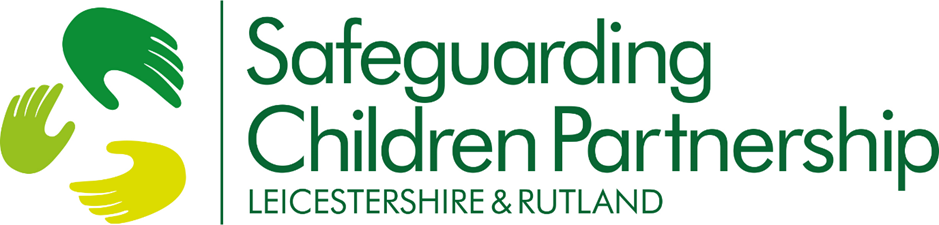 Safeguarding
Children Partnership
LEICESTERSHIRE & RUTLAND